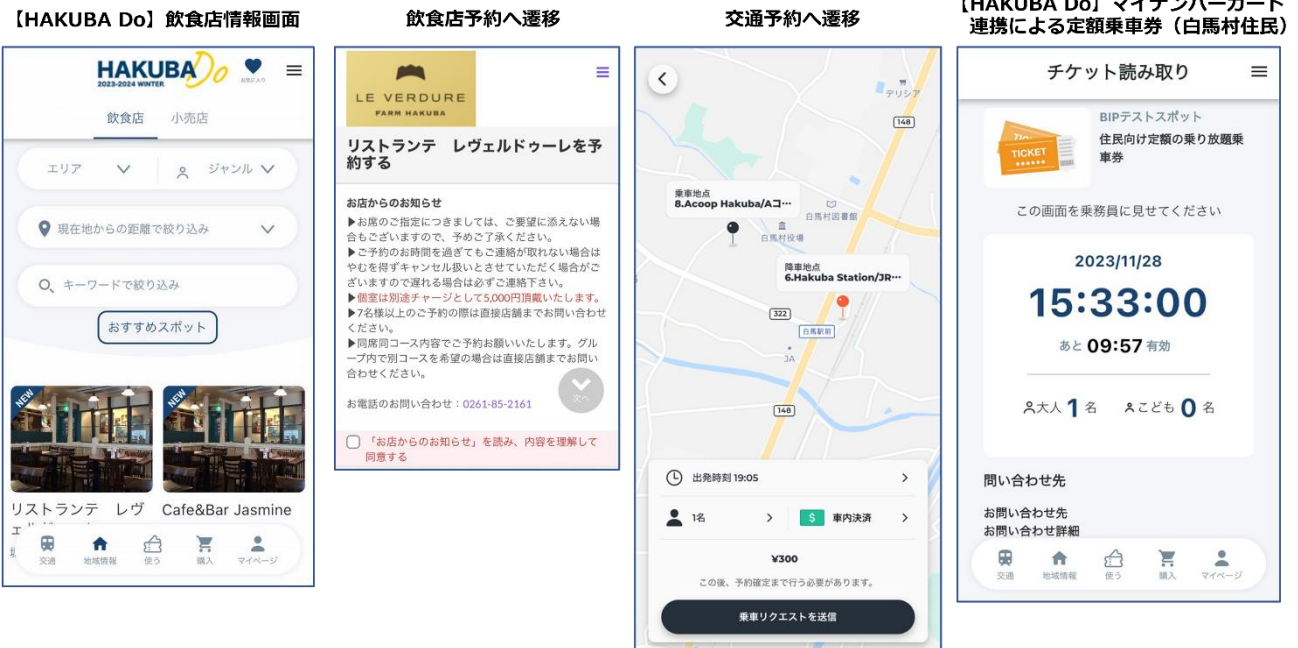 【HAKUBA Do】飲食店情報画面
HAKUBA Do
2023-2024 WINTER
お気に入り
飲食店
小売店
エリア
ジャンル
現在地からの距離で絞り込み
キーワードで絞り込み
おすすめスポット
NEW
NEW
リストランテ　レヴ
Cafe&Bar Jasmine
交通
地域情報
使う
購入
マイページ
飲食店予約へ遷移
LE VERDURE
FARM HAKUBA
リストランテ　レヴェルドゥーレを予
約する
お店からのお知らせ
▶お席のご指定につきましては、ご要望に添えない場
合もございますので、予めご了承ください。
▶ご予約のお時間を過ぎてもご連絡が取れない場合は
やむを得ずキャンセル扱いとさせていただく場合がご
ざいますので遅れる場合は必ずご連絡下さい。
▶個室は別途チャージとして5,000円頂戴いたします。
▶7名様以上のご予約の際は直接店舗までお問い合わせ
ください。
▶同席同コース内容でご予約お願いいたします。グル
ープ内で別コースを希望の場合は直接店舗までお問い
合わせください。
次へ
お電話のお問い合わせ：0261-85-2161
「お店からのお知らせ」を読み、内容を理解して
同意する
交通予約へ遷移
デリシア
148
乗車地点
8.Acoop Hakuba/Aコ…
白馬村図書館
白馬村役場
降車地点
6.Hakuba Station/JR…
322
白馬駅前
JA
148
出発時刻 19:05
1名
$
車内決済
¥300
この後、予約確定まで行う必要があります。
乗車リクエストを送信
【HAKUBA Do】マイナンバーカード
連携による定額乗車券（白馬村住民）
チケット読み取り
TICKET
BIPテストスポット
住民向け定額の乗り放題乗
車券
この画面を乗務員に見せてください
2023/11/28
15:33:00
あと 09:57 有効
大人 1 名
こども 0 名
問い合わせ先
お問い合わせ先
お問い合わせ詳細
交通
地域情報
使う
購入
マイページ